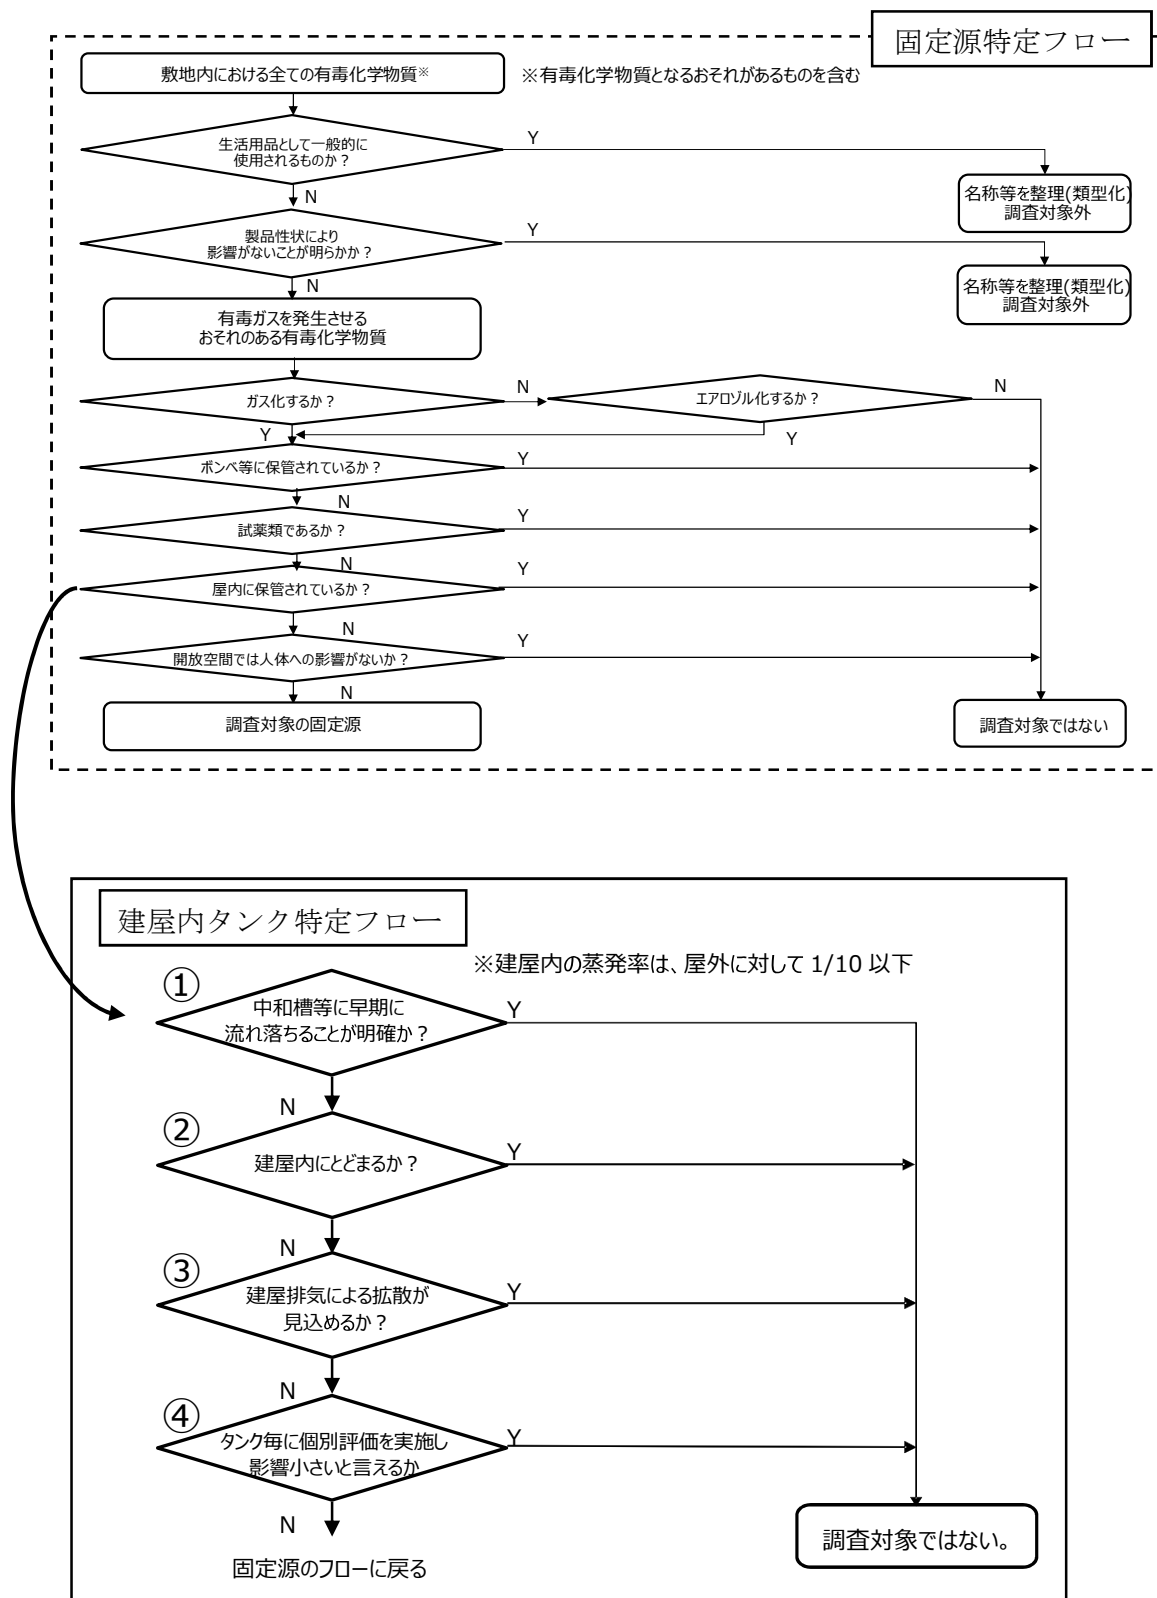 固定源特定フロー
敷地内における全ての有毒化学物質※
※有毒化学物質となるおそれがあるものを含む
生活用品として一般的に
使用されるものか？
Y
N
名称等を整理(類型化)
調査対象外
製品性状により
影響がないことが明らかか？
Y
N
名称等を整理(類型化)
調査対象外
有毒ガスを発生させる
おそれのある有毒化学物質
ガス化するか？
N
エアロゾル化するか？
N
Y
Y
ボンベ等に保管されているか？
Y
N
試薬類であるか？
Y
N
屋内に保管されているか？
Y
N
開放空間では人体への影響がないか？
Y
N
調査対象の固定源
調査対象ではない
建屋内タンク特定フロー
※建屋内の蒸発率は、屋外に対して 1/10 以下
①
中和槽等に早期に
流れ落ちることが明確か？
Y
N
②
建屋内にとどまるか？
Y
N
③
建屋排気による拡散が
見込めるか？
Y
N
④
タンク毎に個別評価を実施し
影響小さいと言えるか
Y
N
固定源のフローに戻る
調査対象ではない。